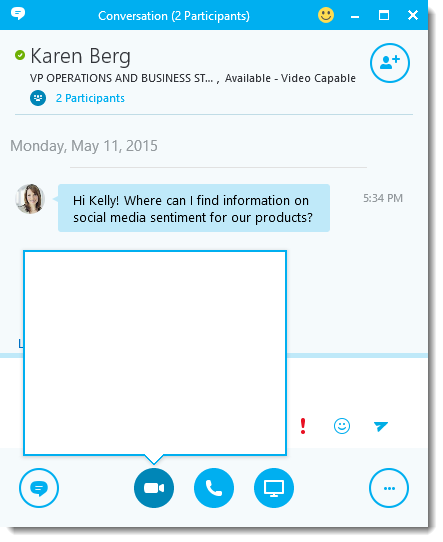 Conversation (2 Participants)
Karen Berg
VP OPERATIONS AND BUSINESS ST... , Available - Video Capable
2 Participants
Monday, May 11, 2015
Hi Kelly! Where can I find information on
social media sentiment for our products?
5:34 PM